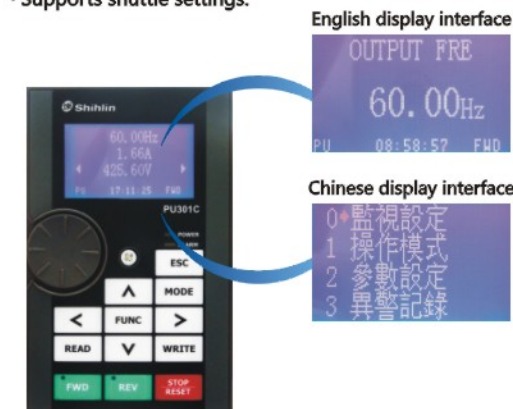 Supports shuttle settings.
English display interface
OUTPUT FRE
60.00Hz
PU 08:58:57 FWD
Chinese display interface
0 監視設定
1 操作模式
2 參數設定
3 異警記錄
Shihlin
60.00Hz
1.66A
425.60V
PU 17:11:25 FWD
PU301C
POWER
ESC
MODE
FUNC
READ
WRITE
FWD
REV
STOP
RESET